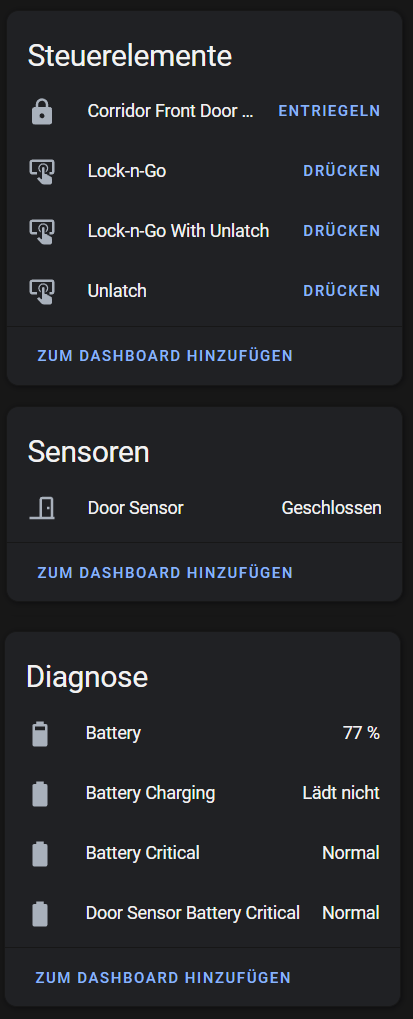 Steuerelemente
Corridor Front Door ... ENTRIEGELN
Lock-n-Go DRÜCKEN
Lock-n-Go With Unlatch DRÜCKEN
Unlatch DRÜCKEN
ZUM DASHBOARD HINZUFÜGEN
Sensoren
Door Sensor Geschlossen
ZUM DASHBOARD HINZUFÜGEN
Diagnose
Battery 77 %
Battery Charging Lädt nicht
Battery Critical Normal
Door Sensor Battery Critical Normal
ZUM DASHBOARD HINZUFÜGEN